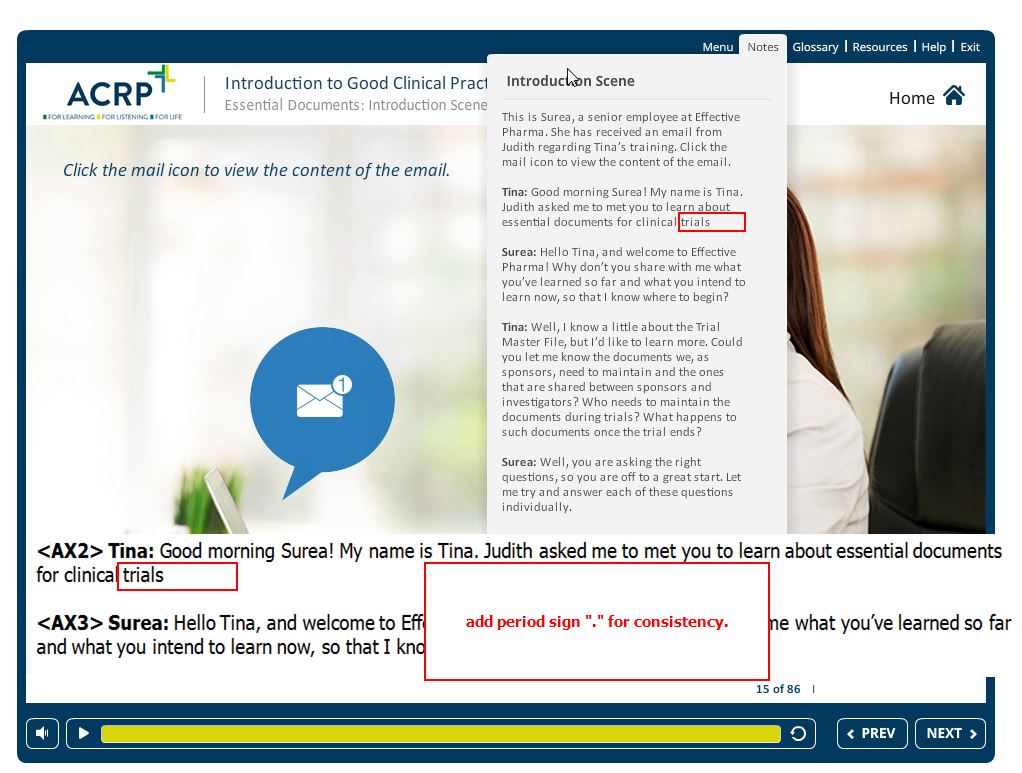 Menu Notes Glossary Resources Help Exit
ACRP
FOR LEARNING FOR LISTENING FOR LIFE
Introduction to Good Clinical Pract
Essential Documents: Introduction Scene
Home
Click the mail icon to view the content of the email.
1
Introduction Scene
This is Surea, a senior employee at Effective
Pharma. She has received an email from
Judith regarding Tina's training. Click the
mail icon to view the content of the email.
Tina: Good morning Surea! My name is Tina.
Judith asked me to met you to learn about
essential documents for clinical trials
Surea: Hello Tina, and welcome to Effective
Pharma! Why don't you share with me what
you've learned so far and what you intend to
learn now, so that I know where to begin?
Tina: Well, I know a little about the Trial
Master File, but I'd like to learn more. Could
you let me know the documents we, as
sponsors, need to maintain and the ones
that are shared between sponsors and
investigators? Who needs to maintain the
documents during trials? What happens to
such documents once the trial ends?
Surea: Well, you are asking the right
questions, so you are off to a great start. Let
me try and answer each of these questions
individually.
<AX2> Tina: Good morning Surea! My name is Tina. Judith asked me to met you to learn about essential documents
for clinical trials
<AX3> Surea: Hello Tina, and welcome to Eff me what you've learned so far
and what you intend to learn now, so that I kno
add period sign "." for consistency.
15 of 86
PREV
NEXT